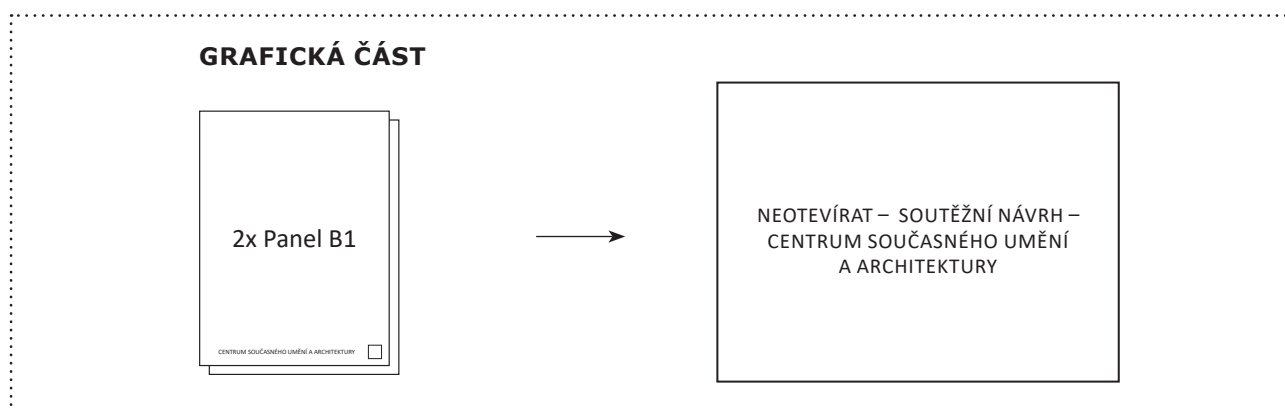 GRAFICKÁ ČÁST
2x Panel B1
CENTRUM SOUČASNÉHO UMĚNÍ A ARCHITEKTURY
NEOTEVÍRAT – SOUTĚŽNÍ NÁVRH –
CENTRUM SOUČASNÉHO UMĚNÍ
A ARCHITEKTURY